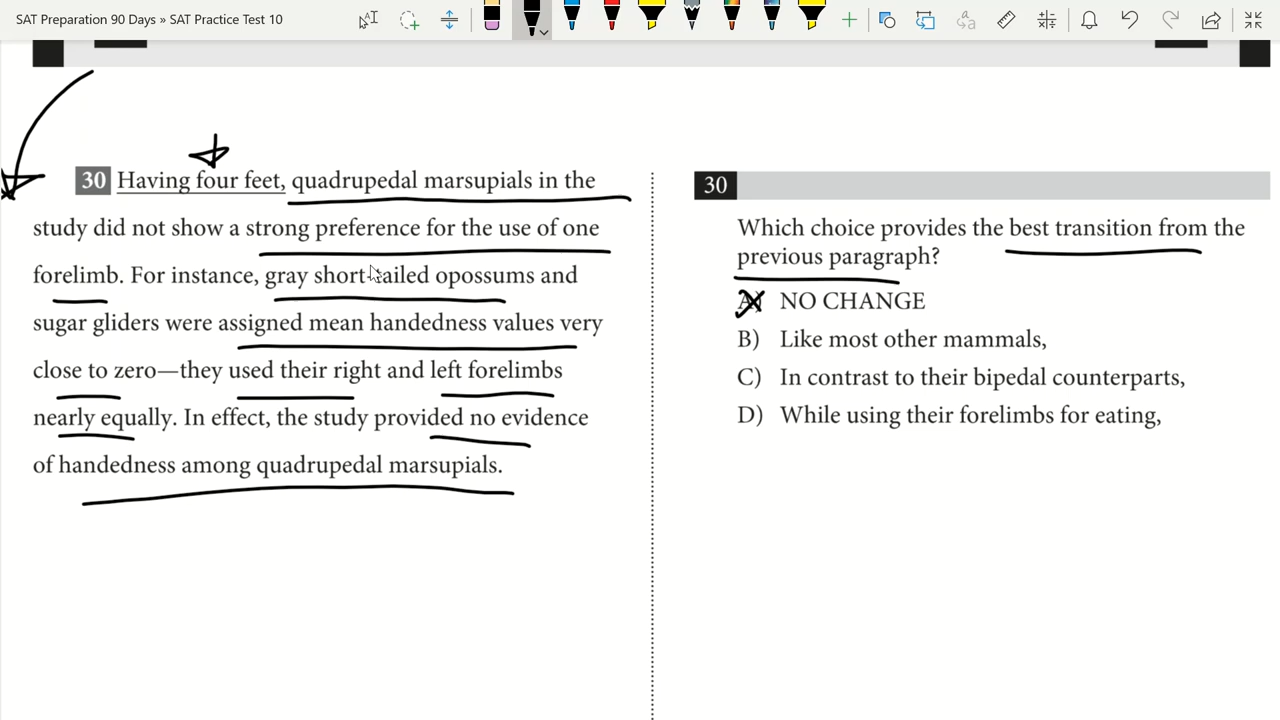 SAT Preparation 90 Days » SAT Practice Test 10
30 Having four feet, quadrupedal marsupials in the
study did not show a strong preference for the use of one
forelimb. For instance, gray short-tailed opossums and
sugar gliders were assigned mean handedness values very
close to zero—they used their right and left forelimbs
nearly equally. In effect, the study provided no evidence
of handedness among quadrupedal marsupials.
30
Which choice provides the best transition from the
previous paragraph?
A) NO CHANGE
B) Like most other mammals,
C) In contrast to their bipedal counterparts,
D) While using their forelimbs for eating,